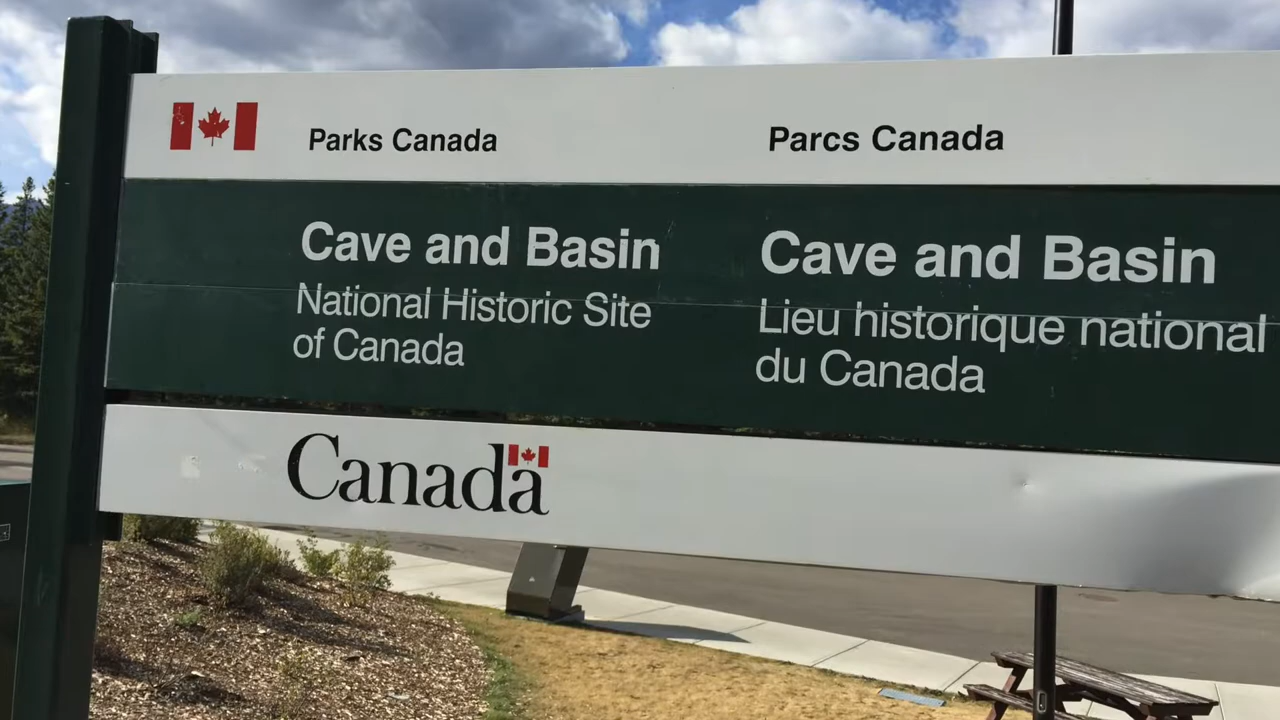 Parks Canada
Parcs Canada
Cave and Basin
National Historic Site
of Canada
Cave and Basin
Lieu historique national
du Canada
Canada